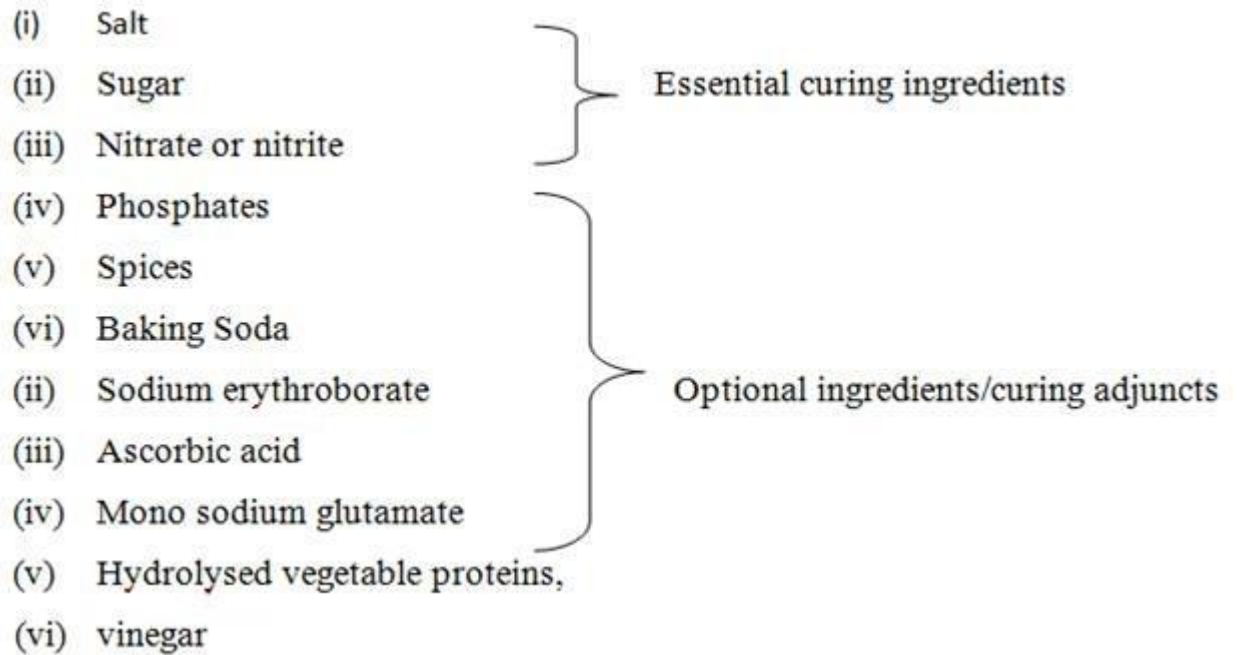 (i) Salt
(ii) Sugar
Essential curing ingredients
(iii) Nitrate or nitrite
(iv) Phosphates
(v) Spices
(vi) Baking Soda
(ii) Sodium erythroborate
Optional ingredients/curing adjuncts
(iii) Ascorbic acid
(iv) Mono sodium glutamate
(v) Hydrolysed vegetable proteins,
(vi) vinegar